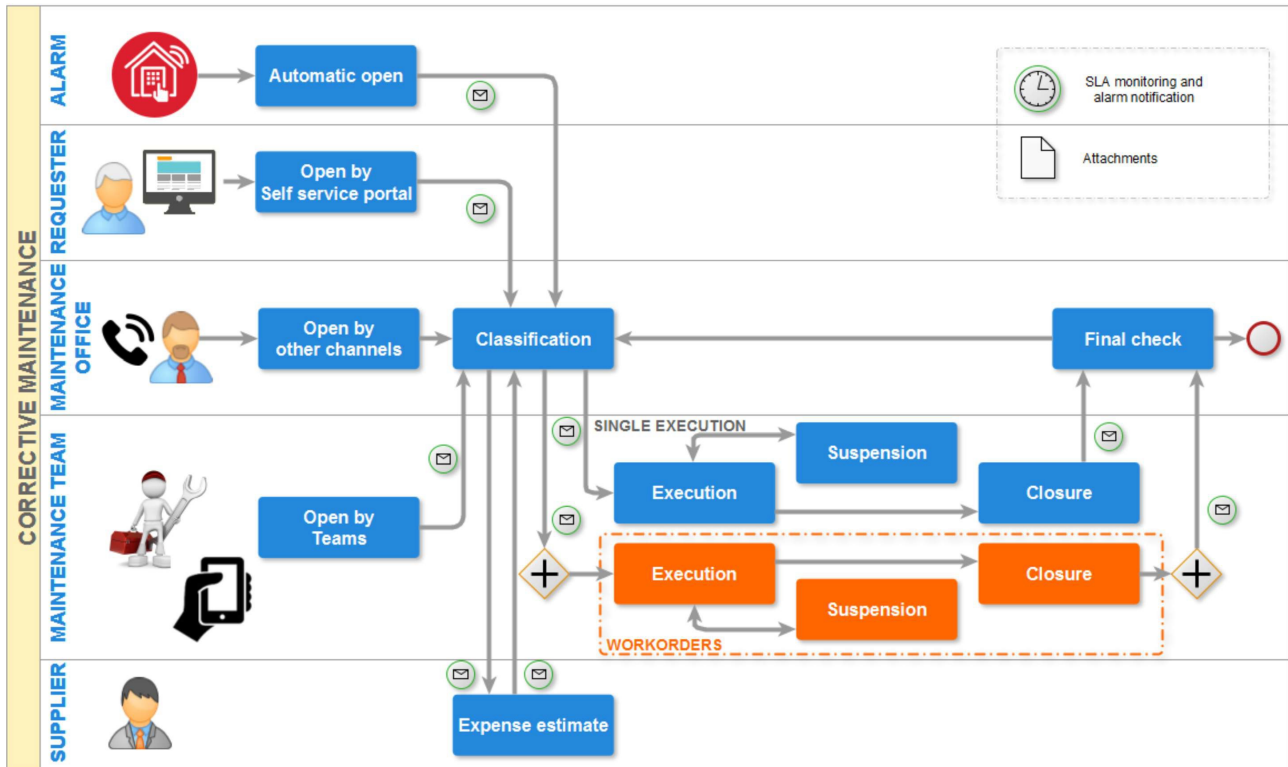 CORRECTIVE MAINTENANCE
ALARM
Automatic open
SLA monitoring and
alarm notification
Attachments
REQUESTER
Open by
Self service portal
MAINTENANCE
OFFICE
Open by
other channels
Classification
Final check
MAINTENANCE TEAM
Open by
Teams
SINGLE EXECUTION
Suspension
Execution
Closure
Execution
Closure
Suspension
WORKORDERS
SUPPLIER
Expense estimate